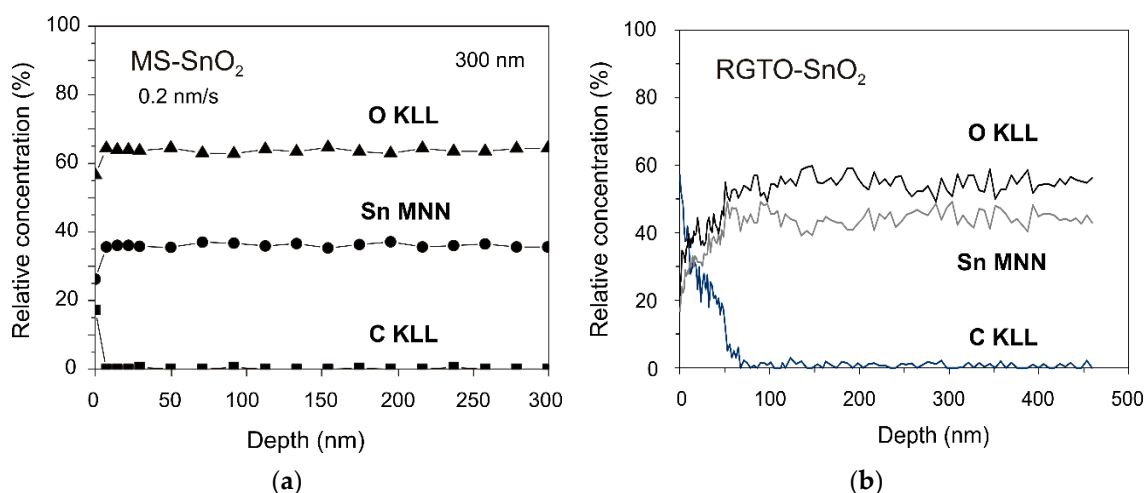 100
80
60
40
20
0
Relative concentration (%)
MS-SnO₂
0.2 nm/s
300 nm
O KLL
Sn MNN
C KLL
0 50 100 150 200 250 300
Depth (nm)
(a)
100
80
60
40
20
0
Relative concentration (%)
RGTO-SnO₂
O KLL
Sn MNN
C KLL
0 100 200 300 400 500
Depth (nm)
(b)